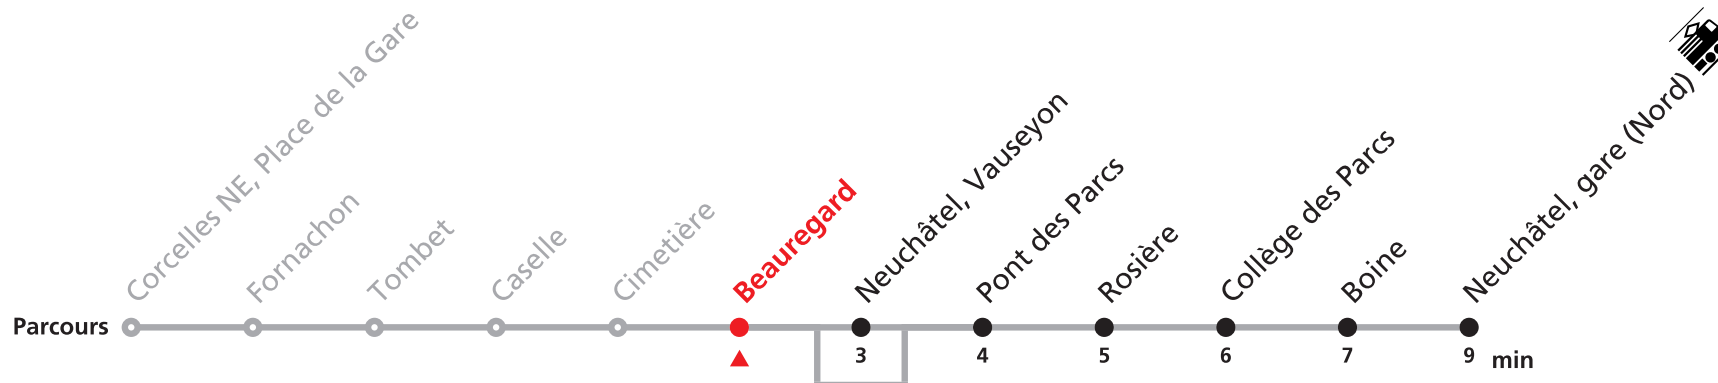 Corcelles NE, Place de la Gare
Fornachon
Tombet
Caselle
Cimetière
Beauregard
Neuchâtel, Vauseyon
Pont des Parcs
Rosière
Collège des Parcs
Boine
Neuchâtel, gare (Nord)
Parcours
3 4 5 6 7 9 min